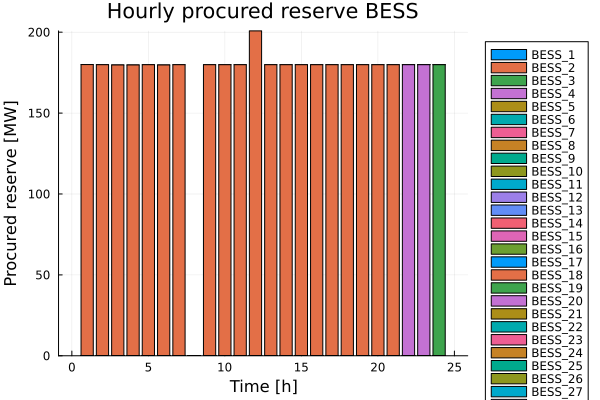 Hourly procured reserve BESS
Procured reserve [MW]
200
150
100
50
0
0 5 10 15 20 25
Time [h]
BESS_1
BESS_2
BESS_3
BESS_4
BESS_5
BESS_6
BESS_7
BESS_8
BESS_9
BESS_10
BESS_11
BESS_12
BESS_13
BESS_14
BESS_15
BESS_16
BESS_17
BESS_18
BESS_19
BESS_20
BESS_21
BESS_22
BESS_23
BESS_24
BESS_25
BESS_26
BESS_27